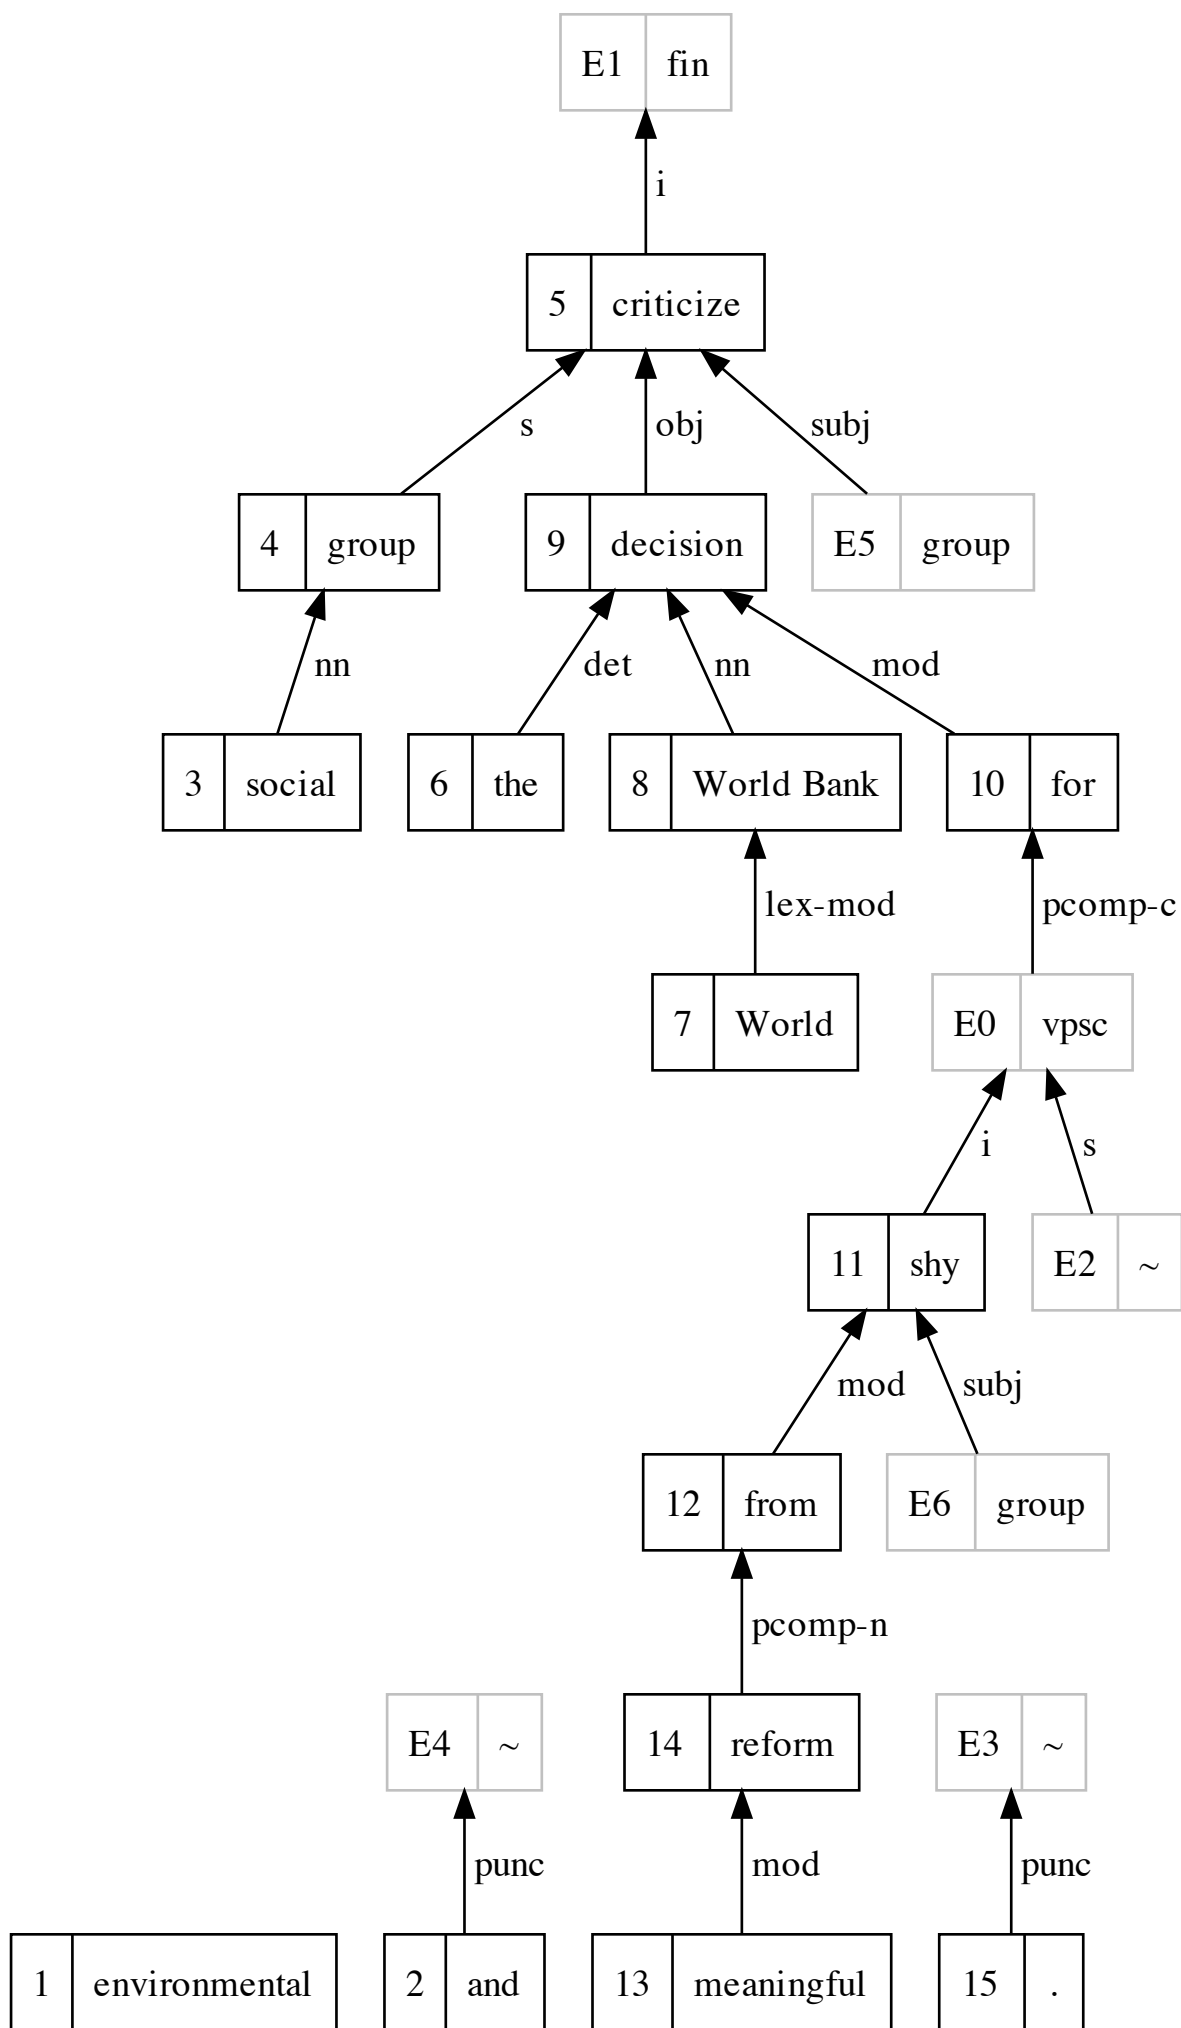 E1 fin
i
5 criticize
s obj subj
4 group 9 decision E5 group
nn det nn mod
3 social 6 the 8 World Bank 10 for
lex-mod pcomp-c
7 World E0 vpsc
i s
11 shy E2 ~
mod subj
12 from E6 group
pcomp-n
E4 ~ 14 reform E3 ~
punc mod punc
1 environmental 2 and 13 meaningful 15 .